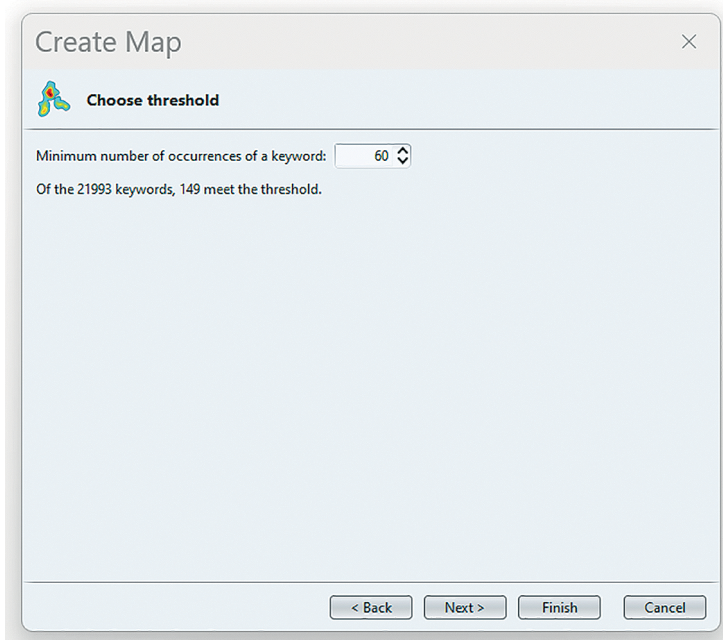 Create Map
Choose threshold
Minimum number of occurrences of a keyword: 60
Of the 21993 keywords, 149 meet the threshold.
< Back Next > Finish Cancel